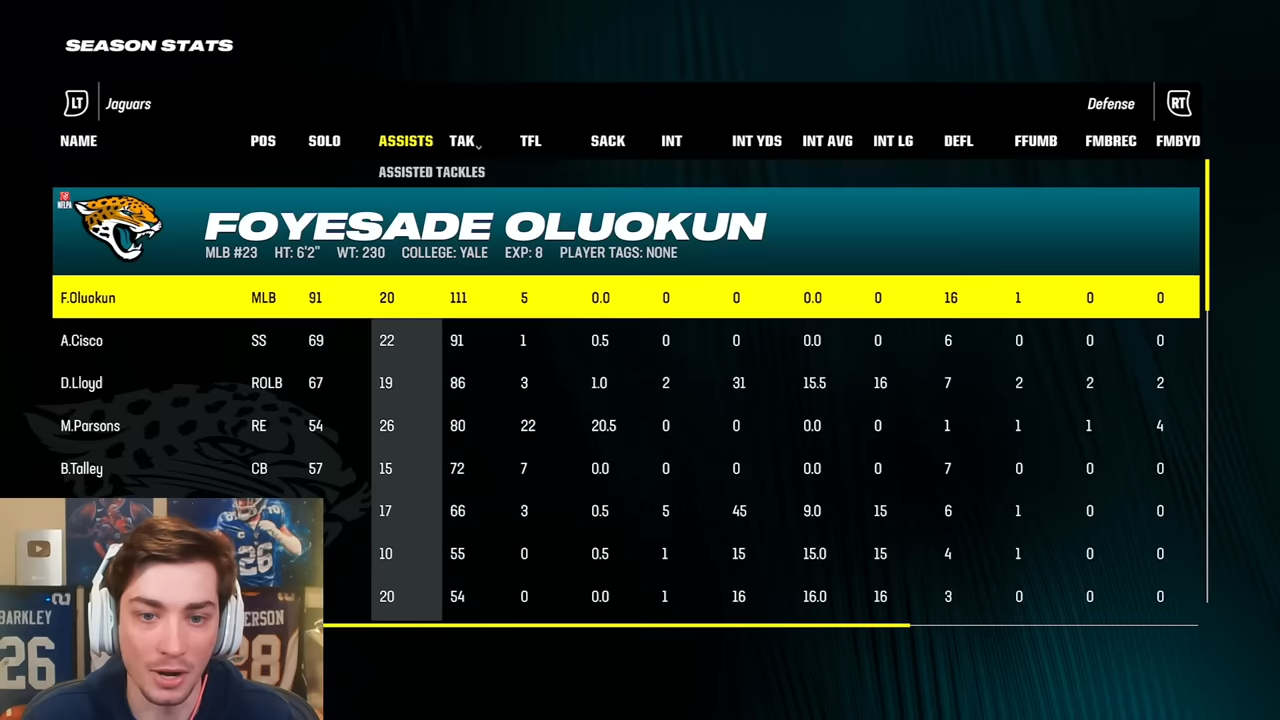 SEASON STATS
LT Jaguars Defense RT
NAME POS SOLO ASSISTS TAK TFL SACK INT INT YDS INT AVG INT LG DEFL FFUMB FMBREC FMBYD
ASSISTED TACKLES
NFLPA
FOYESADE OLUOKUN
MLB #23 HT: 6'2" WT: 230 COLLEGE: YALE EXP: 8 PLAYER TAGS: NONE
F.Oluokun MLB 91 20 111 5 0.0 0 0 0.0 0 16 1 0 0
A.Cisco SS 69 22 91 1 0.5 0 0 0.0 0 6 0 0 0
D.Lloyd ROLB 67 19 86 3 1.0 2 31 15.5 16 7 2 2 2
M.Parsons RE 54 26 80 22 20.5 0 0 0.0 0 1 1 1 4
B.Talley CB 57 15 72 7 0.0 0 0 0.0 0 7 0 0 0
17 66 3 0.5 5 45 9.0 15 6 1 0 0
10 55 0 0.5 1 15 15.0 15 4 1 0 0
20 54 0 0.0 1 16 16.0 16 3 0 0 0
26
BARKLEY
26
ERSON
28